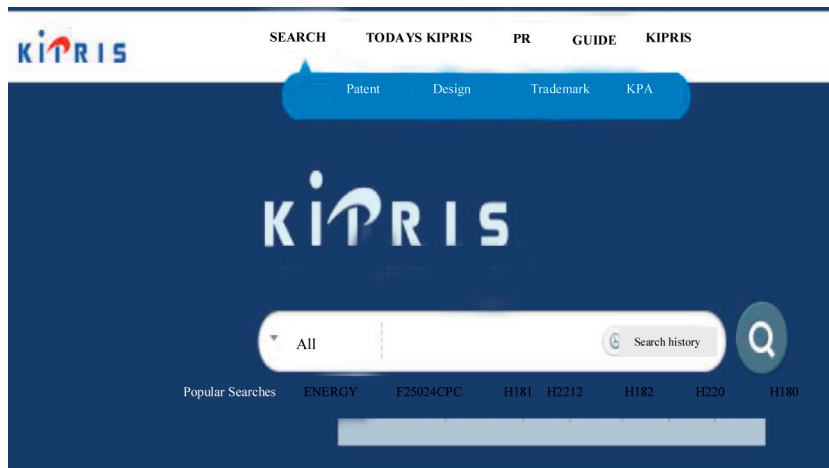 KIPRIS SEARCH TODAYS KIPRIS PR GUIDE KIPRIS
Patent Design Trademark KPA
KIPRIS
All Search history
Popular Searches ENERGY F25024CPC H181 H2212 H182 H220 H180